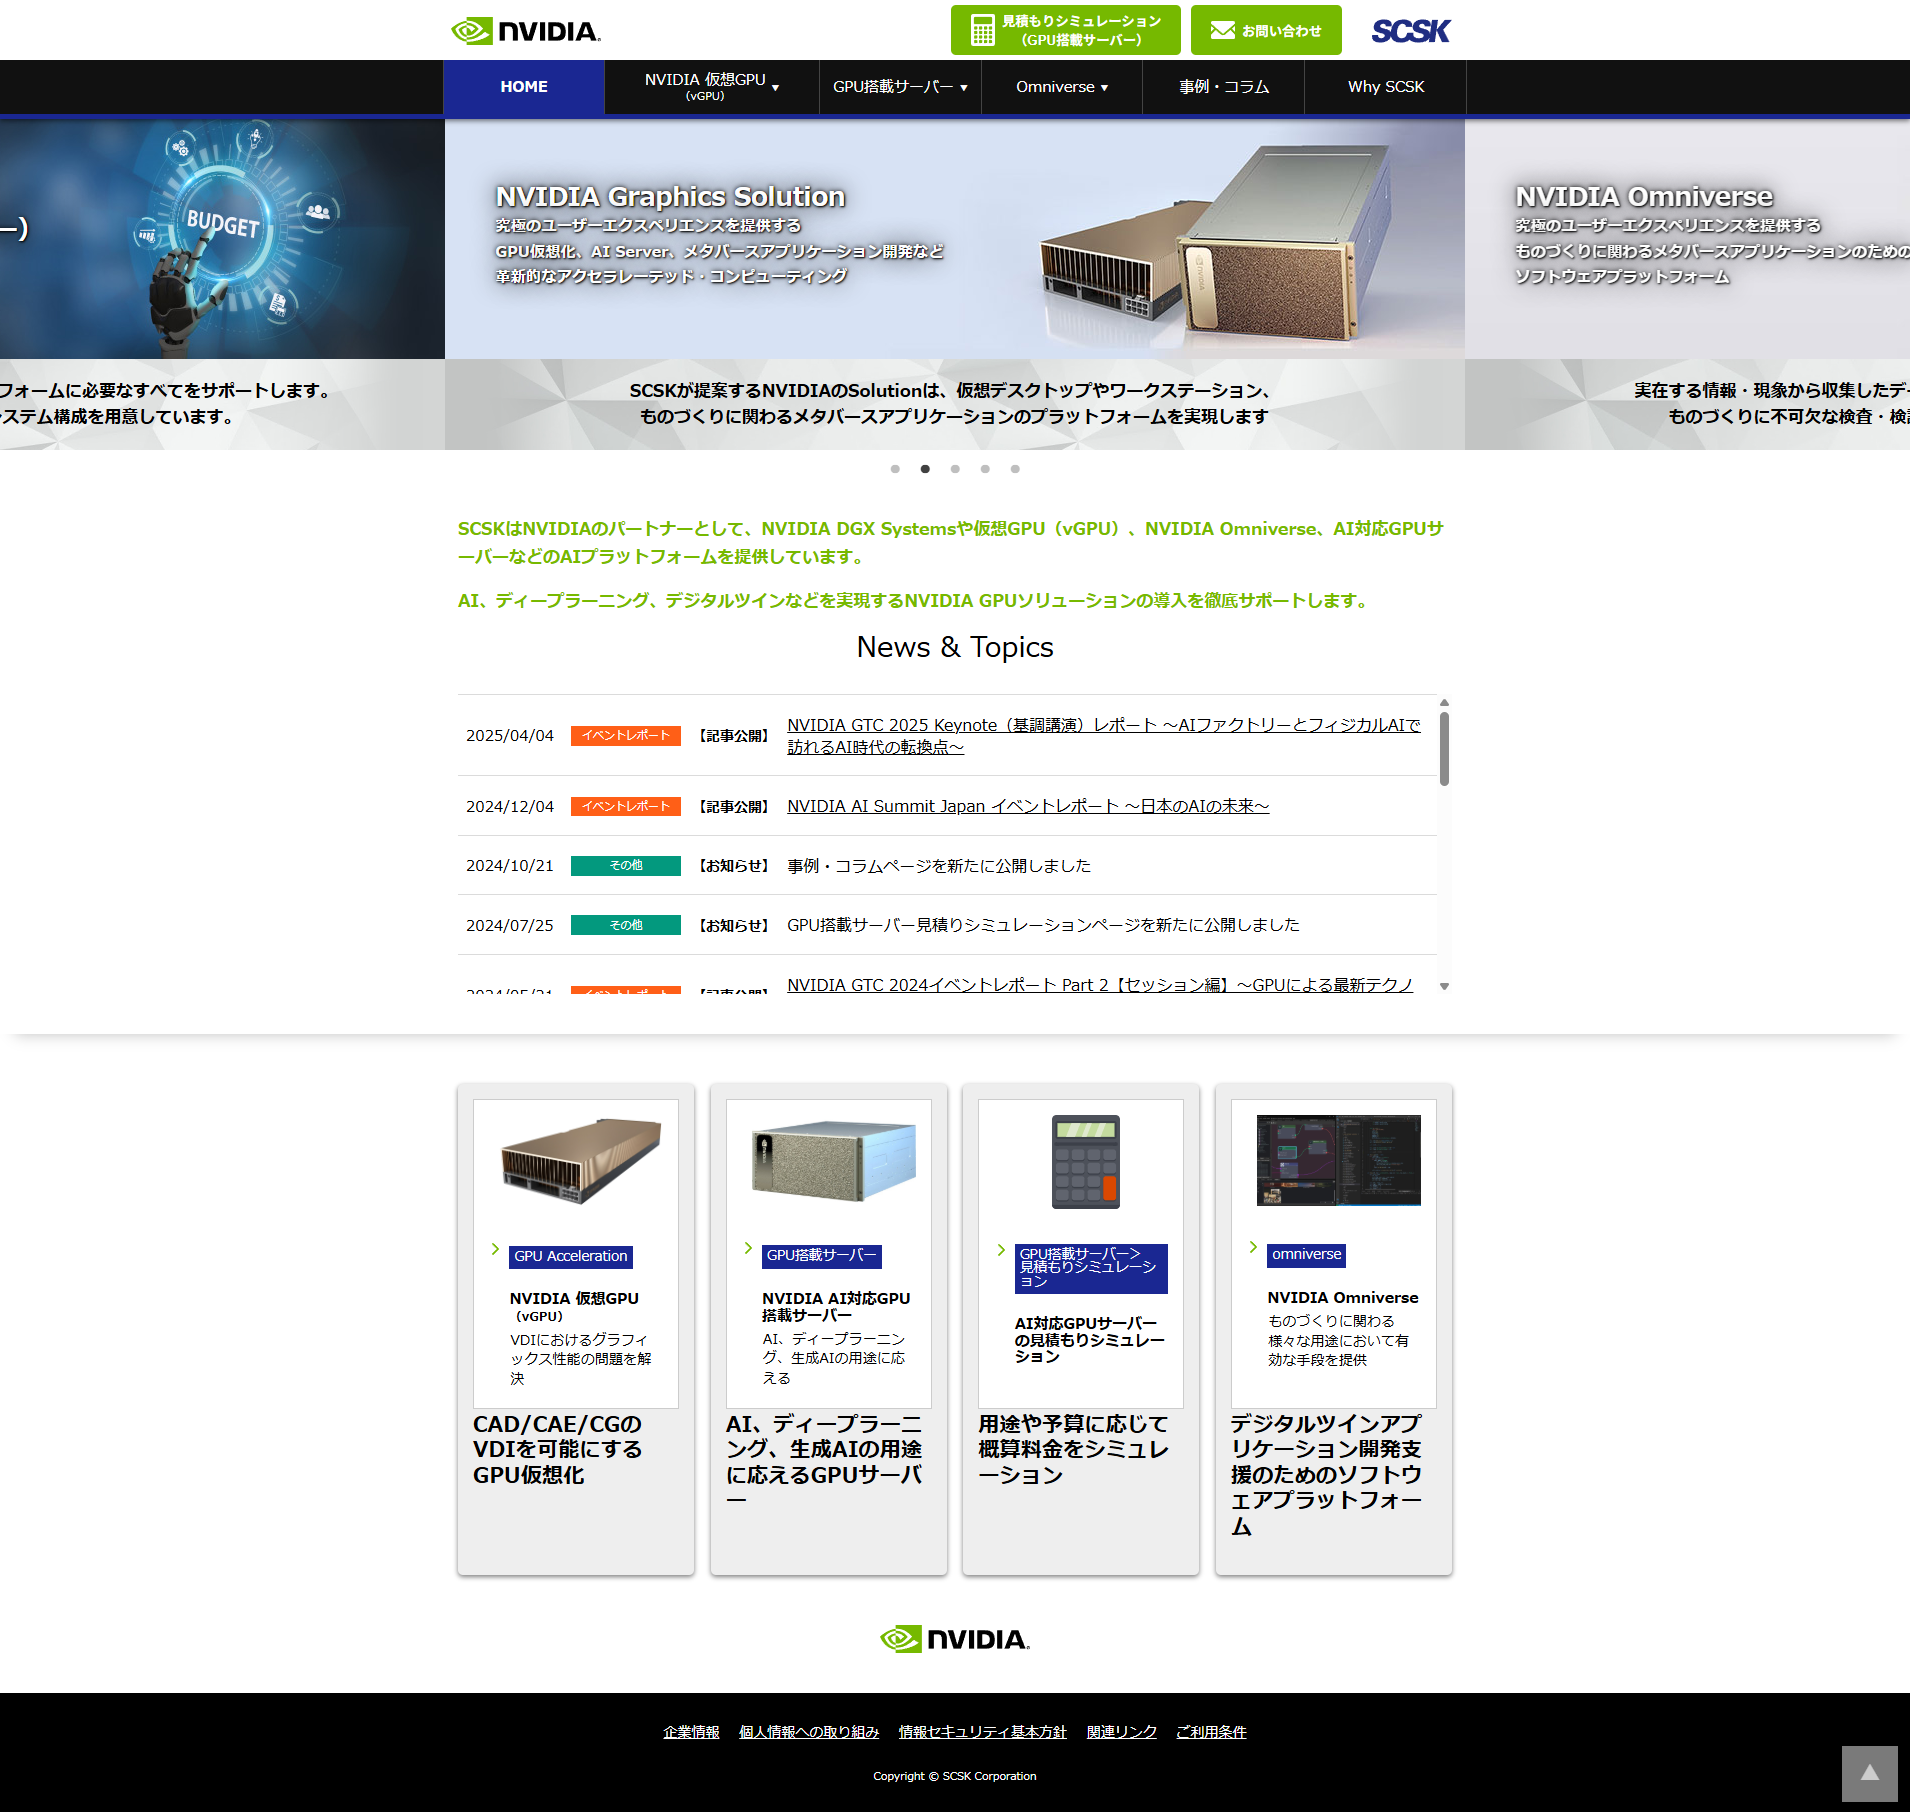 NVIDIA
見積もりシミュレーション
（GPU搭載サーバー）
お問い合わせ
SCSK
HOME
NVIDIA 仮想GPU
（vGPU）
GPU搭載サーバー ▼
Omniverse ▼
事例・コラム
Why SCSK
ー)
BUDGET
フォームに必要なすべてをサポートします。
システム構成を用意しています。
NVIDIA Graphics Solution
究極のユーザーエクスペリエンスを提供する
GPU仮想化、AI Server、メタバースアプリケーション開発など
革新的なアクセラレーテッド・コンピューティング
SCSKが提案するNVIDIAのSolutionは、仮想デスクトップやワークステーション、
ものづくりに関わるメタバースアプリケーションのプラットフォームを実現します
NVIDIA Omniverse
究極のユーザーエクスペリエンスを提供する
ものづくりに関わるメタバースアプリケーションのための
ソフトウェアプラットフォーム
実在する情報・現象から収集したデー
ものづくりに不可欠な検査・検
SCSKはNVIDIAのパートナーとして、NVIDIA DGX Systemsや仮想GPU（vGPU）、NVIDIA Omniverse、AI対応GPUサ
ーバーなどのAIプラットフォームを提供しています。
AI、ディープラーニング、デジタルツインなどを実現するNVIDIA GPUソリューションの導入を徹底サポートします。
News & Topics
2025/04/04 イベントレポート 【記事公開】 NVIDIA GTC 2025 Keynote（基調講演）レポート ～AIファクトリーとフィジカルAIで
訪れるAI時代の転換点～
2024/12/04 イベントレポート 【記事公開】 NVIDIA AI Summit Japan イベントレポート ～日本のAIの未来～
2024/10/21 その他 【お知らせ】 事例・コラムページを新たに公開しました
2024/07/25 その他 【お知らせ】 GPU搭載サーバー見積りシミュレーションページを新たに公開しました
2024/05/21 イベントレポート 【記事公開】 NVIDIA GTC 2024イベントレポート Part 2【セッション編】～GPUによる最新テクノ
GPU Acceleration
NVIDIA 仮想GPU
（vGPU）
VDIにおけるグラフィ
ックス性能の問題を解
決
CAD/CAE/CGの
VDIを可能にする
GPU仮想化
GPU搭載サーバー
NVIDIA AI対応GPU
搭載サーバー
AI、ディープラーニン
グ、生成AIの用途に応
える
AI、ディープラーニ
ング、生成AIの用途
に応えるGPUサーバ
ー
GPU搭載サーバー＞
見積もりシミュレーシ
ョン
AI対応GPUサーバー
の見積もりシミュレー
ション
用途や予算に応じて
概算料金をシミュレ
ーション
omniverse
NVIDIA Omniverse
ものづくりに関わる
様々な用途において有
効な手段を提供
デジタルツインアプ
リケーション開発支
援のためのソフトウ
ェアプラットフォー
ム
NVIDIA
企業情報 個人情報への取り組み 情報セキュリティ基本方針 関連リンク ご利用条件
Copyright © SCSK Corporation